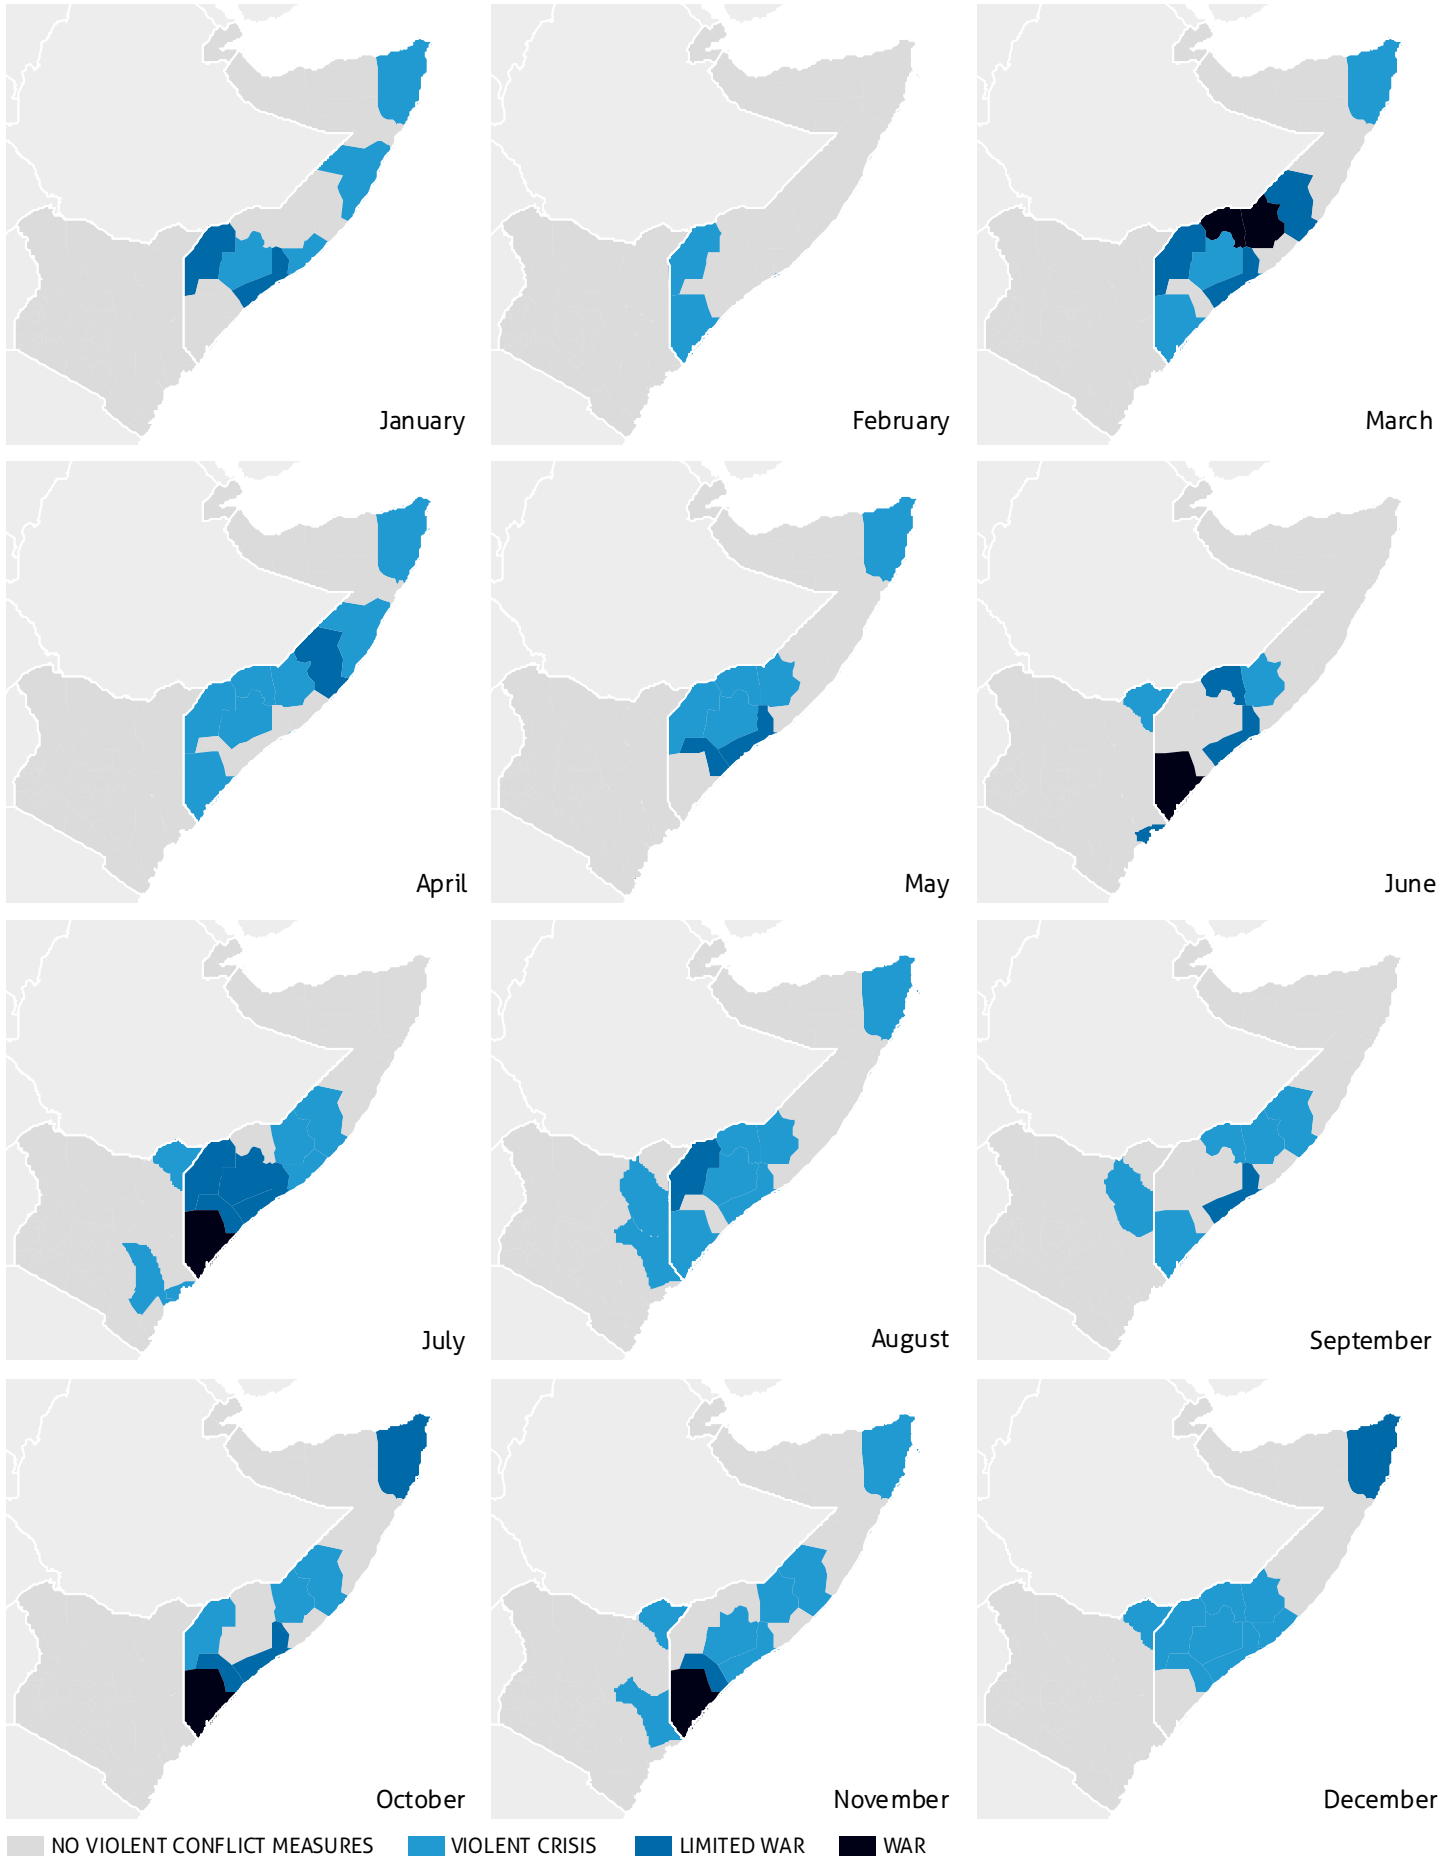 January
February
March
April
May
June
July
August
September
October
November
December
NO VIOLENT CONFLICT MEASURES
VIOLENT CRISIS
LIMITED WAR
WAR